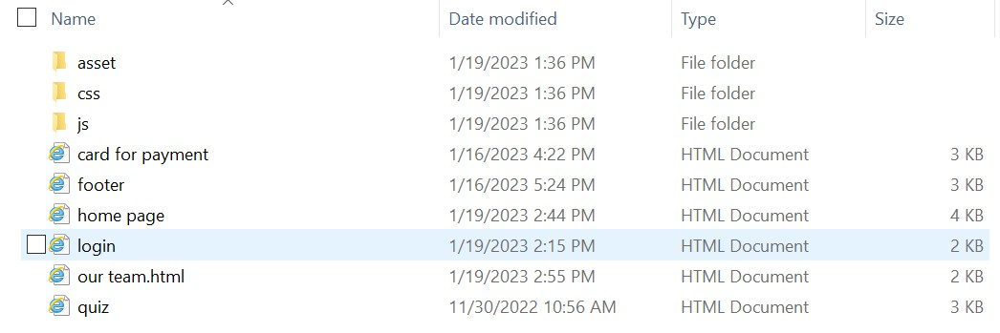 Name Date modified Type Size
asset 1/19/2023 1:36 PM File folder
css 1/19/2023 1:36 PM File folder
js 1/19/2023 1:36 PM File folder
card for payment 1/16/2023 4:22 PM HTML Document 3 KB
footer 1/16/2023 5:24 PM HTML Document 3 KB
home page 1/19/2023 2:44 PM HTML Document 4 KB
login 1/19/2023 2:15 PM HTML Document 2 KB
our team.html 1/19/2023 2:55 PM HTML Document 2 KB
quiz 11/30/2022 10:56 AM HTML Document 3 KB